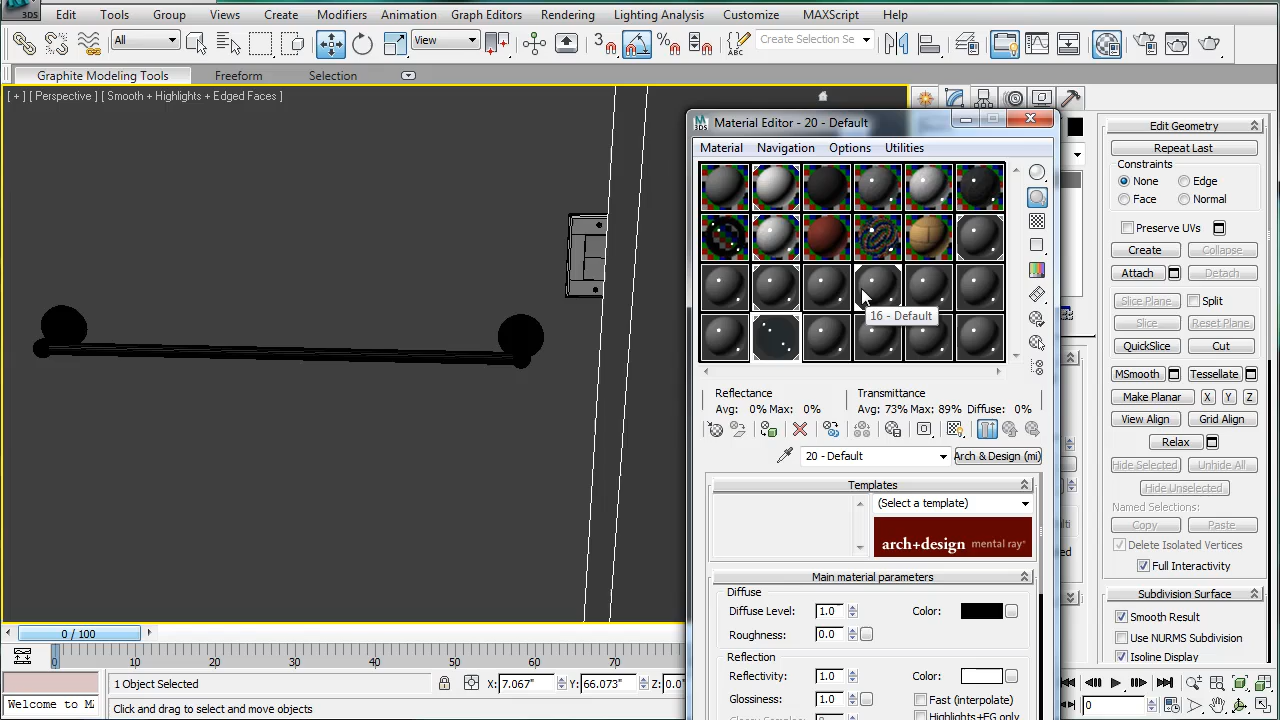 3DS
Edit Tools Group Views Create Modifiers Animation Graph Editors Rendering Lighting Analysis Customize MAXScript Help
All View 3 ABC Create Selection Se
Graphite Modeling Tools Freeform Selection
[ + ] [ Perspective ] [ Smooth + Highlights + Edged Faces ]
Material Editor - 20 - Default
Material Navigation Options Utilities
16 - Default
Reflectance Transmittance
Avg: 0% Max: 0% Avg: 73% Max: 89% Diffuse: 0%
20 - Default Arch & Design (mi)
Templates
(Select a template)
arch+design mental ray
Main material parameters
Diffuse
Diffuse Level: 1.0 Color:
Roughness: 0.0
Reflection
Reflectivity: 1.0 Color:
Glossiness: 1.0 Fast (interpolate)
Highlights+FG only
Edit Geometry
Repeat Last
Constraints
None Edge
Face Normal
Preserve UVs
Create Collapse
Attach Detach
Slice Plane Split
Slice Reset Plane
QuickSlice Cut
MSmooth Tessellate
Make Planar X Y Z
View Align Grid Align
Relax
Hide Selected Unhide All
Hide Unselected
Named Selections:
Copy Paste
Delete Isolated Vertices
Full Interactivity
Subdivision Surface
Smooth Result
Use NURMS Subdivision
Isoline Display
0 / 100
0 10 20 30 40 50 60 70
1 Object Selected X: 7.067" Y: 66.073" Z: 0.0"
Welcome to M Click and drag to select and move objects
0